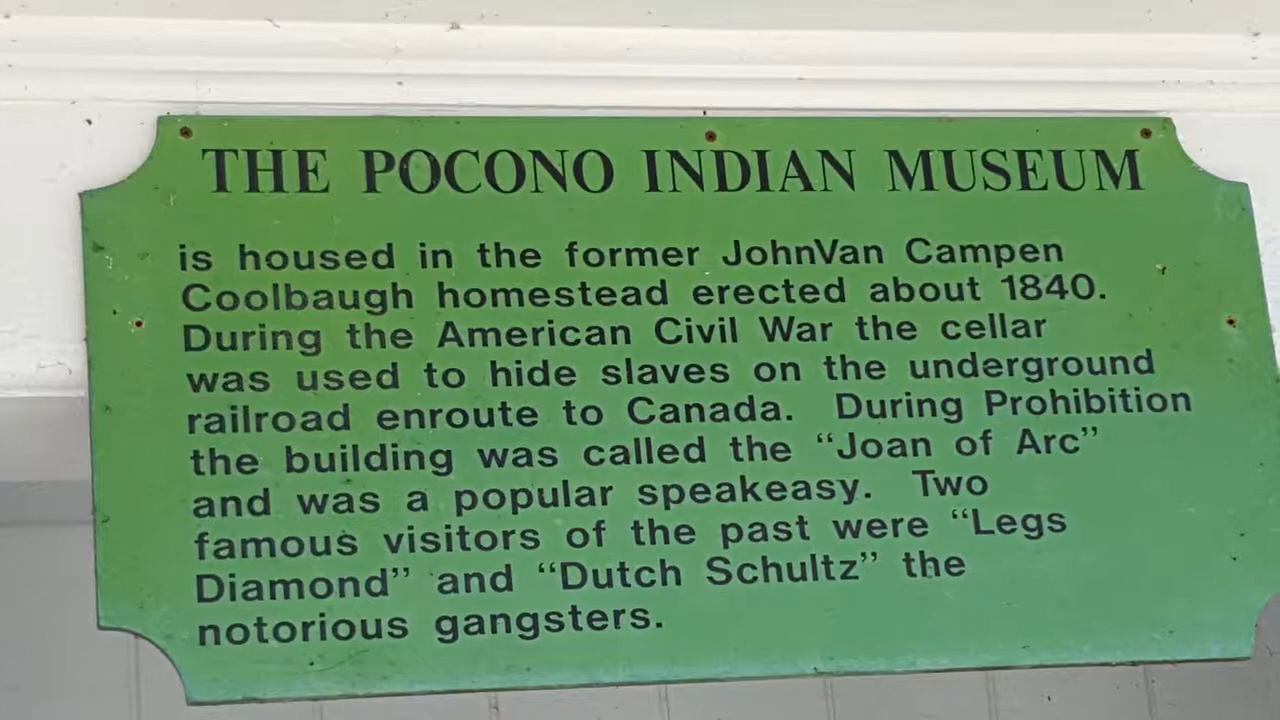 THE POCONO INDIAN MUSEUM
is housed in the former JohnVan Campen
Coolbaugh homestead erected about 1840.
During the American Civil War the cellar
was used to hide slaves on the underground
railroad enroute to Canada. During Prohibition
the building was called the “Joan of Arc”
and was a popular speakeasy. Two
famous visitors of the past were “Legs
Diamond” and “Dutch Schultz” the
notorious gangsters.